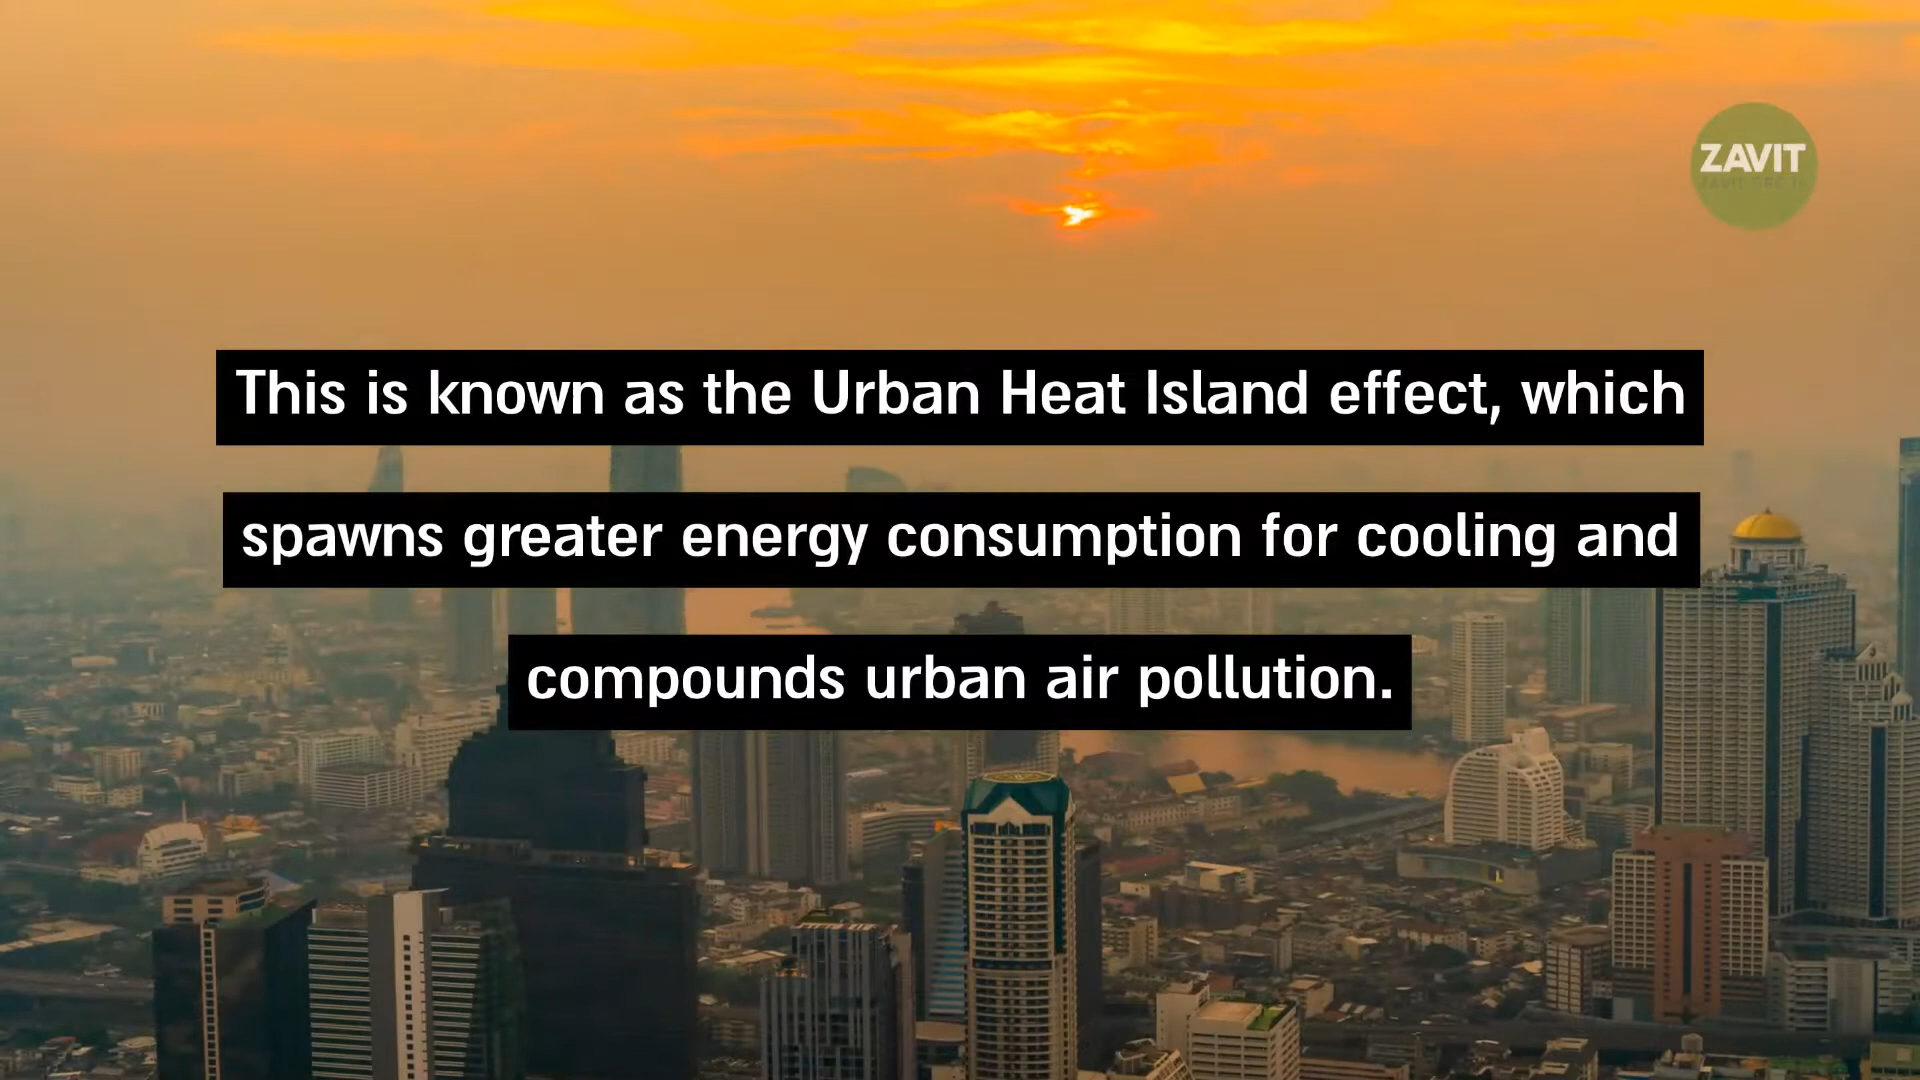 ZAVIT
This is known as the Urban Heat Island effect, which
spawns greater energy consumption for cooling and
compounds urban air pollution.